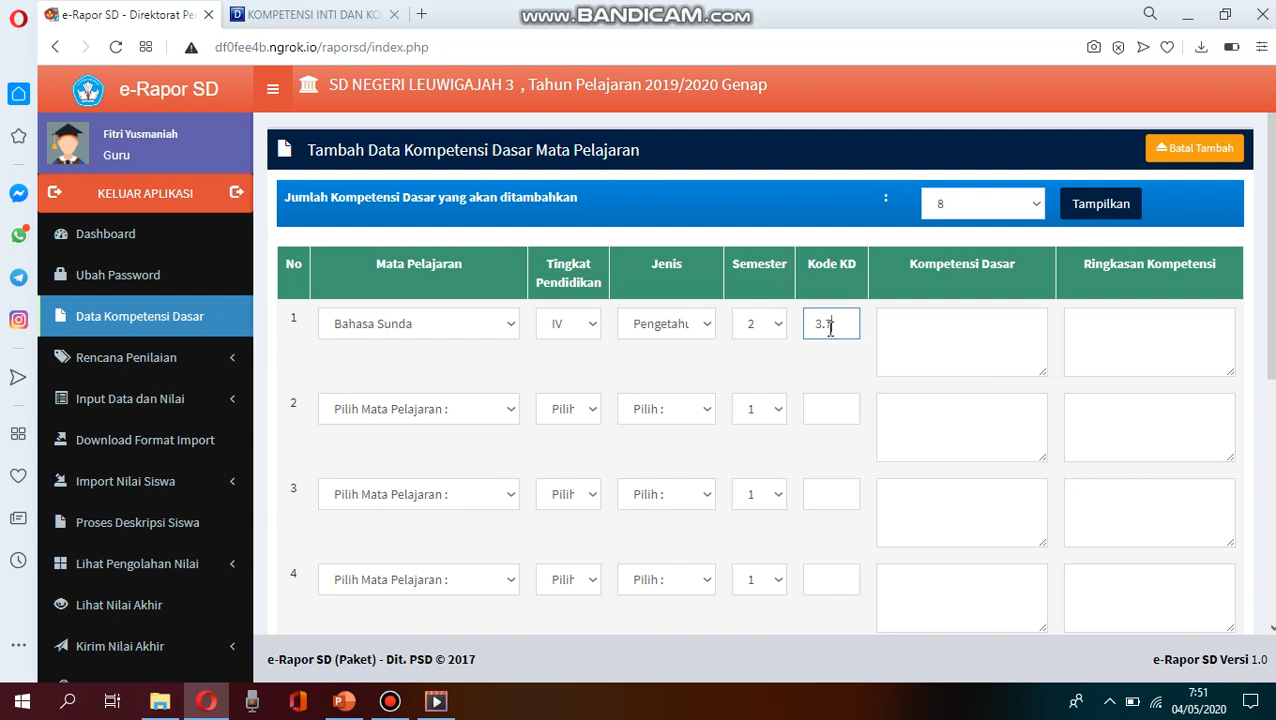 www.BANDICAM.com
e-Rapor SD - Direktorat Pe
KOMPETENSI INTI DAN KO
df0fee4b.ngrok.io/raporsd/index.php
e-Rapor SD
SD NEGERI LEUWIGAJAH 3 , Tahun Pelajaran 2019/2020 Genap
Fitri Yusmaniah
Guru
KELUAR APLIKASI
Dashboard
Ubah Password
Data Kompetensi Dasar
Rencana Penilaian
Input Data dan Nilai
Download Format Import
Import Nilai Siswa
Proses Deskripsi Siswa
Lihat Pengolahan Nilai
Lihat Nilai Akhir
Kirim Nilai Akhir
Tambah Data Kompetensi Dasar Mata Pelajaran
Batal Tambah
Jumlah Kompetensi Dasar yang akan ditambahkan : 8 Tampilkan
No Mata Pelajaran Tingkat Pendidikan Jenis Semester Kode KD Kompetensi Dasar Ringkasan Kompetensi
1 Bahasa Sunda IV Pengetahu 2
2 Pilih Mata Pelajaran : Pilih Pilih : 1
3 Pilih Mata Pelajaran : Pilih Pilih : 1
4 Pilih Mata Pelajaran : Pilih Pilih : 1
e-Rapor SD (Paket) - Dit. PSD © 2017
e-Rapor SD Versi 1.0
7:51
04/05/2020